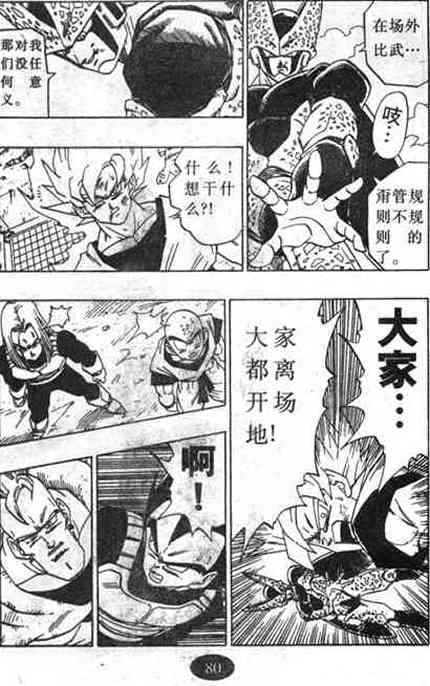 在场外
比武…
吱…
甭管规
则不规
则的
了。
那对我
们没任
何意
义。
什么！
想干什
么?!
大家…
大家
都离
开场
地!
啊！
80